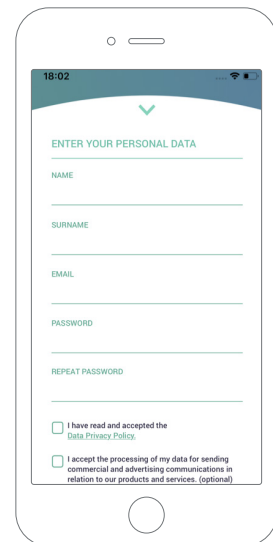 18:02
ENTER YOUR PERSONAL DATA
NAME
SURNAME
EMAIL
PASSWORD
REPEAT PASSWORD
I have read and accepted the
Data Privacy Policy.
I accept the processing of my data for sending
commercial and advertising communications in
relation to our products and services. (optional)